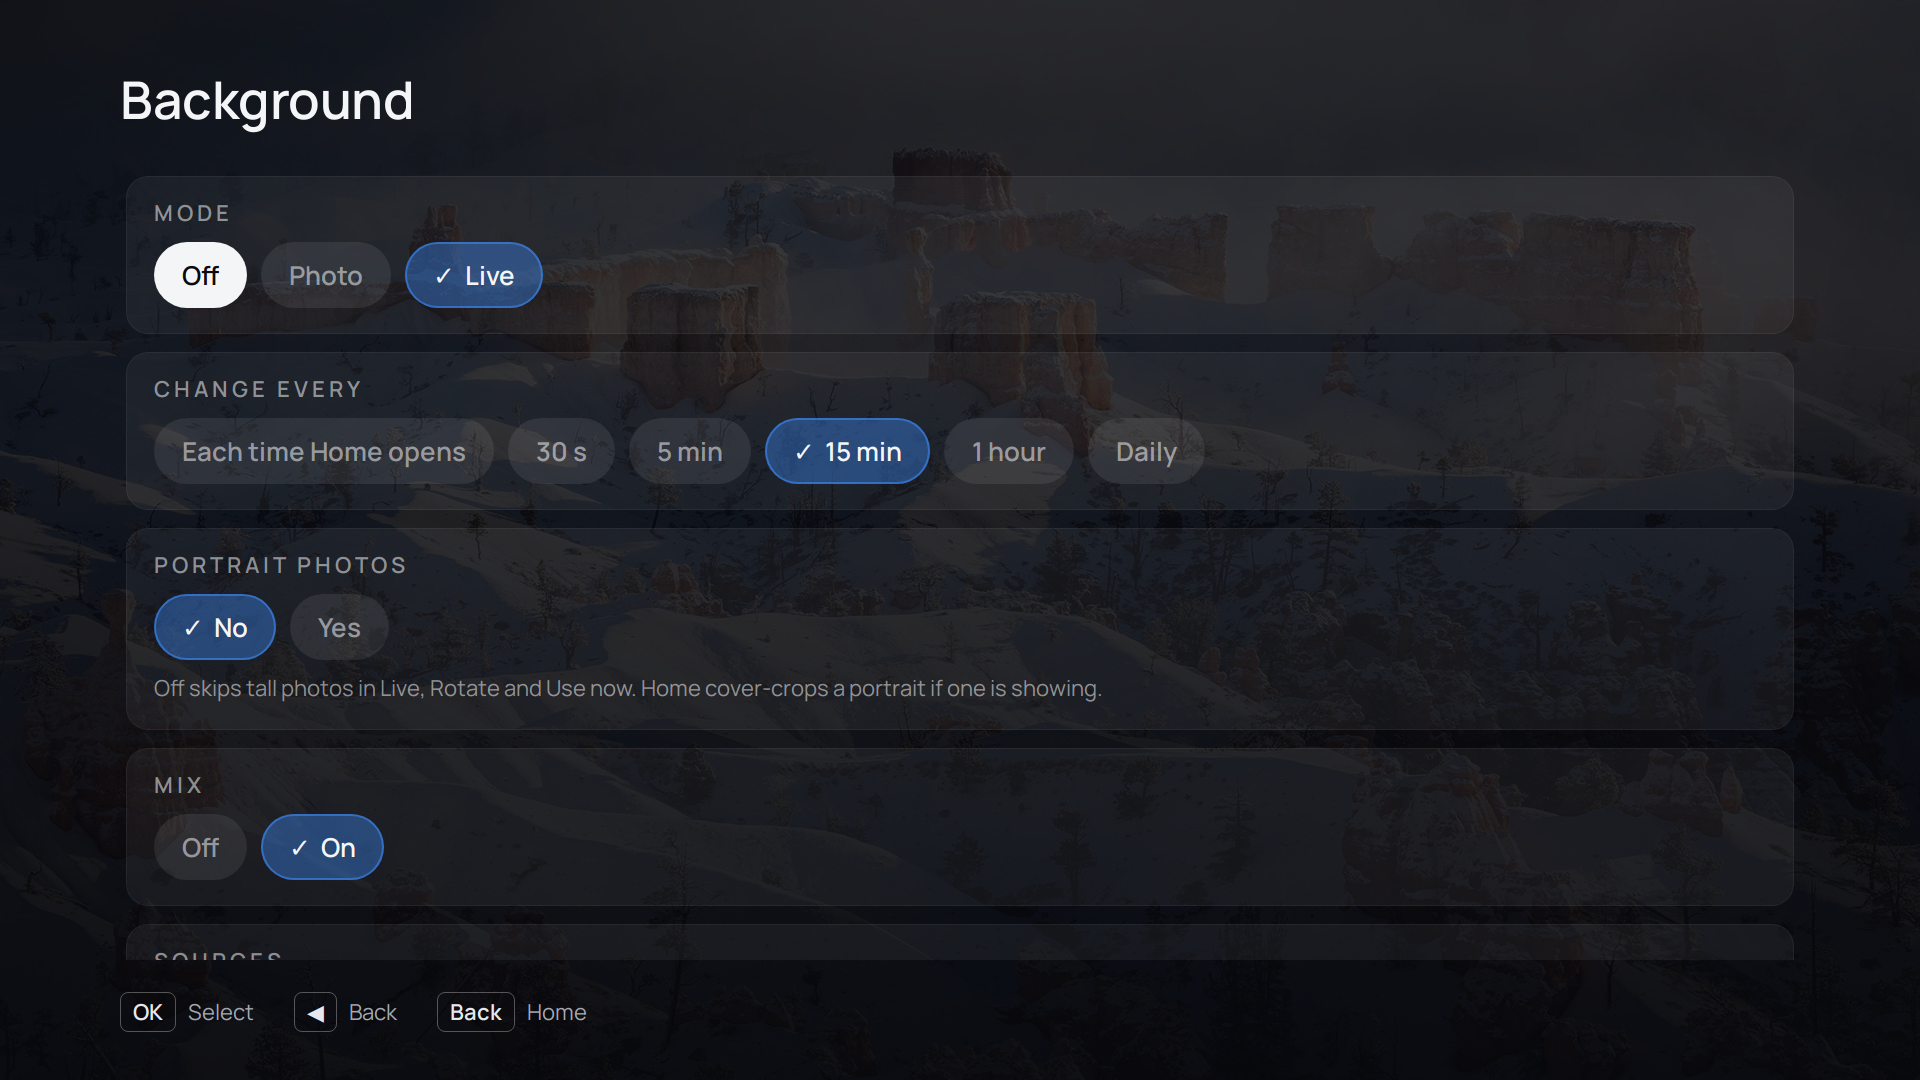 Background
MODE
Off Photo ✓ Live
CHANGE EVERY
Each time Home opens 30 s 5 min ✓ 15 min 1 hour Daily
PORTRAIT PHOTOS
✓ No Yes
Off skips tall photos in Live, Rotate and Use now. Home cover-crops a portrait if one is showing.
MIX
Off ✓ On
SOURCES
OK Select ◀ Back Back Home